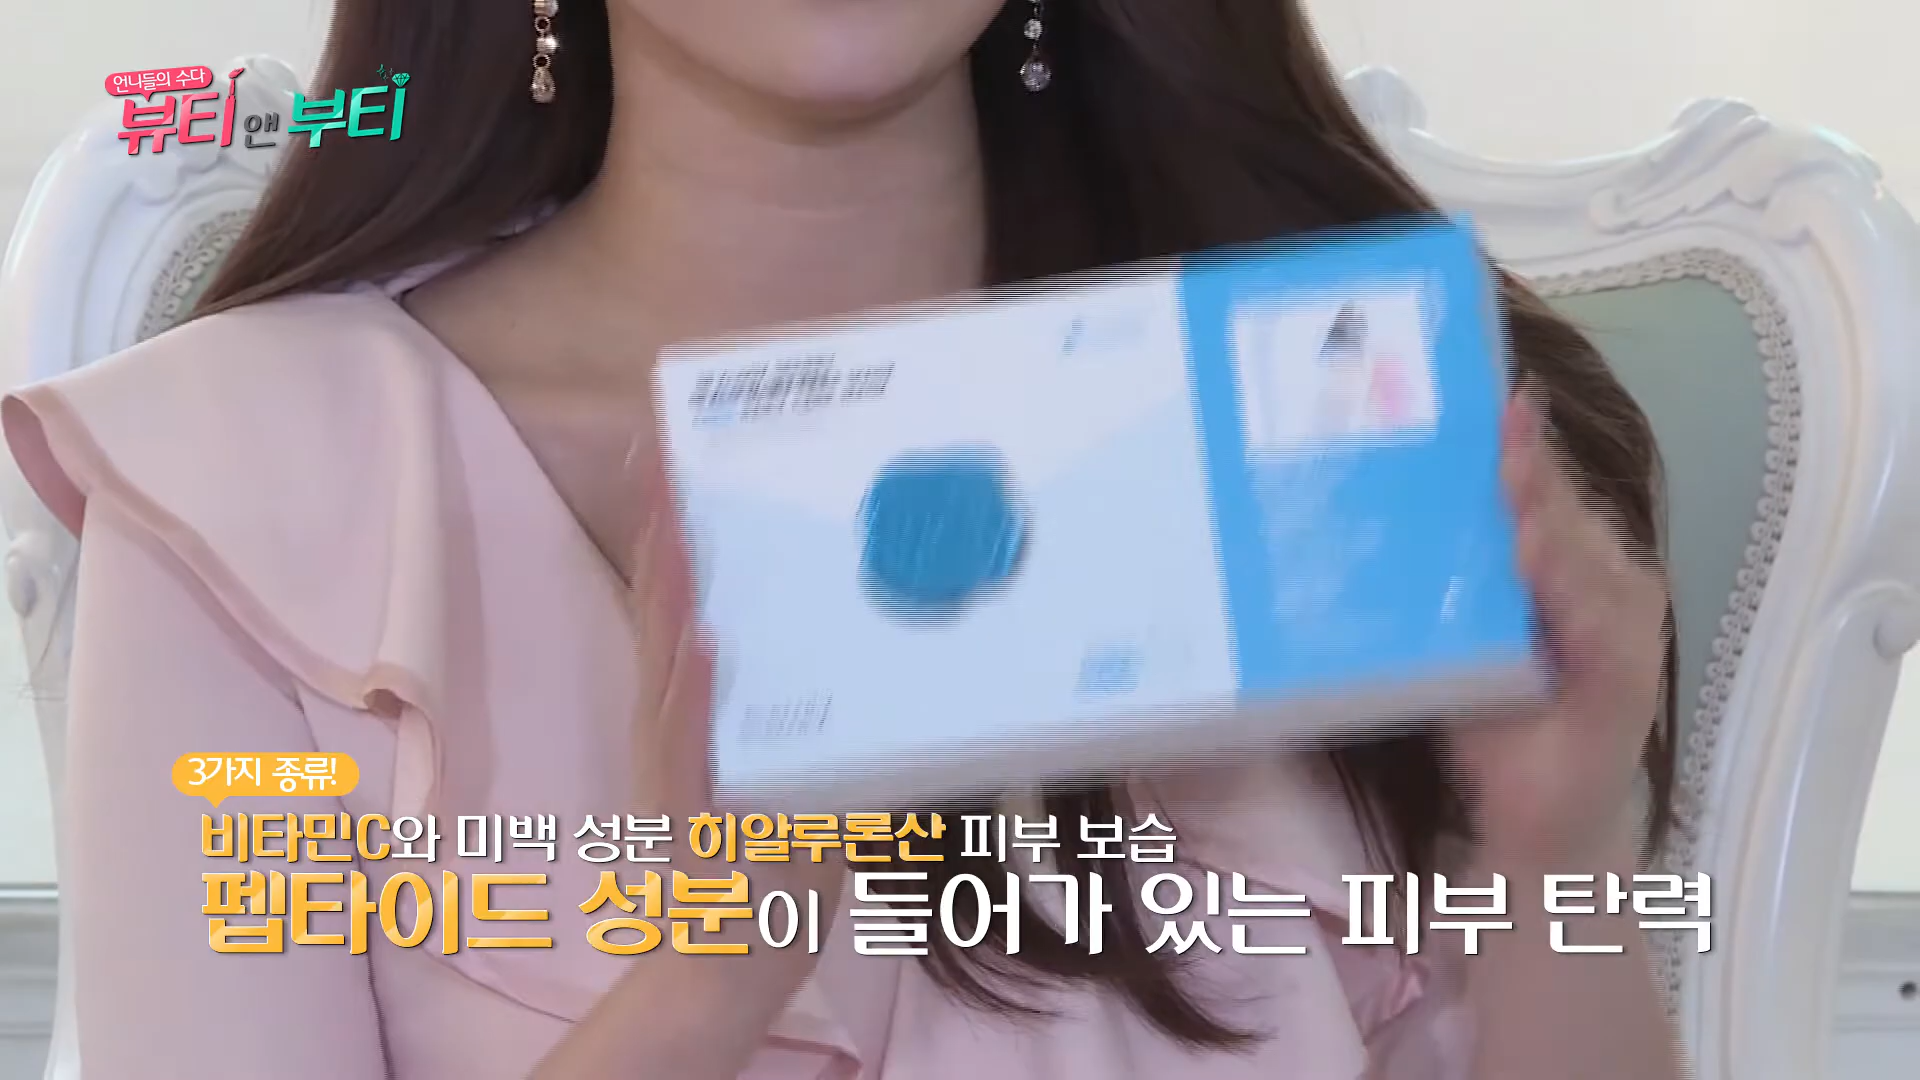 언니들의 수다
뷰티 앤 부티
3가지 종류!
비타민C와 미백 성분 히알루론산 피부 보습
펩타이드 성분이 들어가 있는 피부 탄력